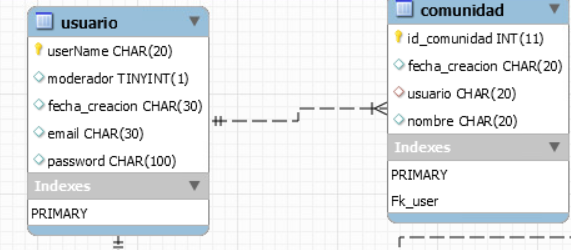 usuario
userName CHAR(20)
moderador TINYINT(1)
fecha_creacion CHAR(30)
email CHAR(30)
password CHAR(100)
Indexes
PRIMARY
comunidad
id_comunidad INT(11)
fecha_creacion CHAR(20)
usuario CHAR(20)
nombre CHAR(20)
Indexes
PRIMARY
Fk_user